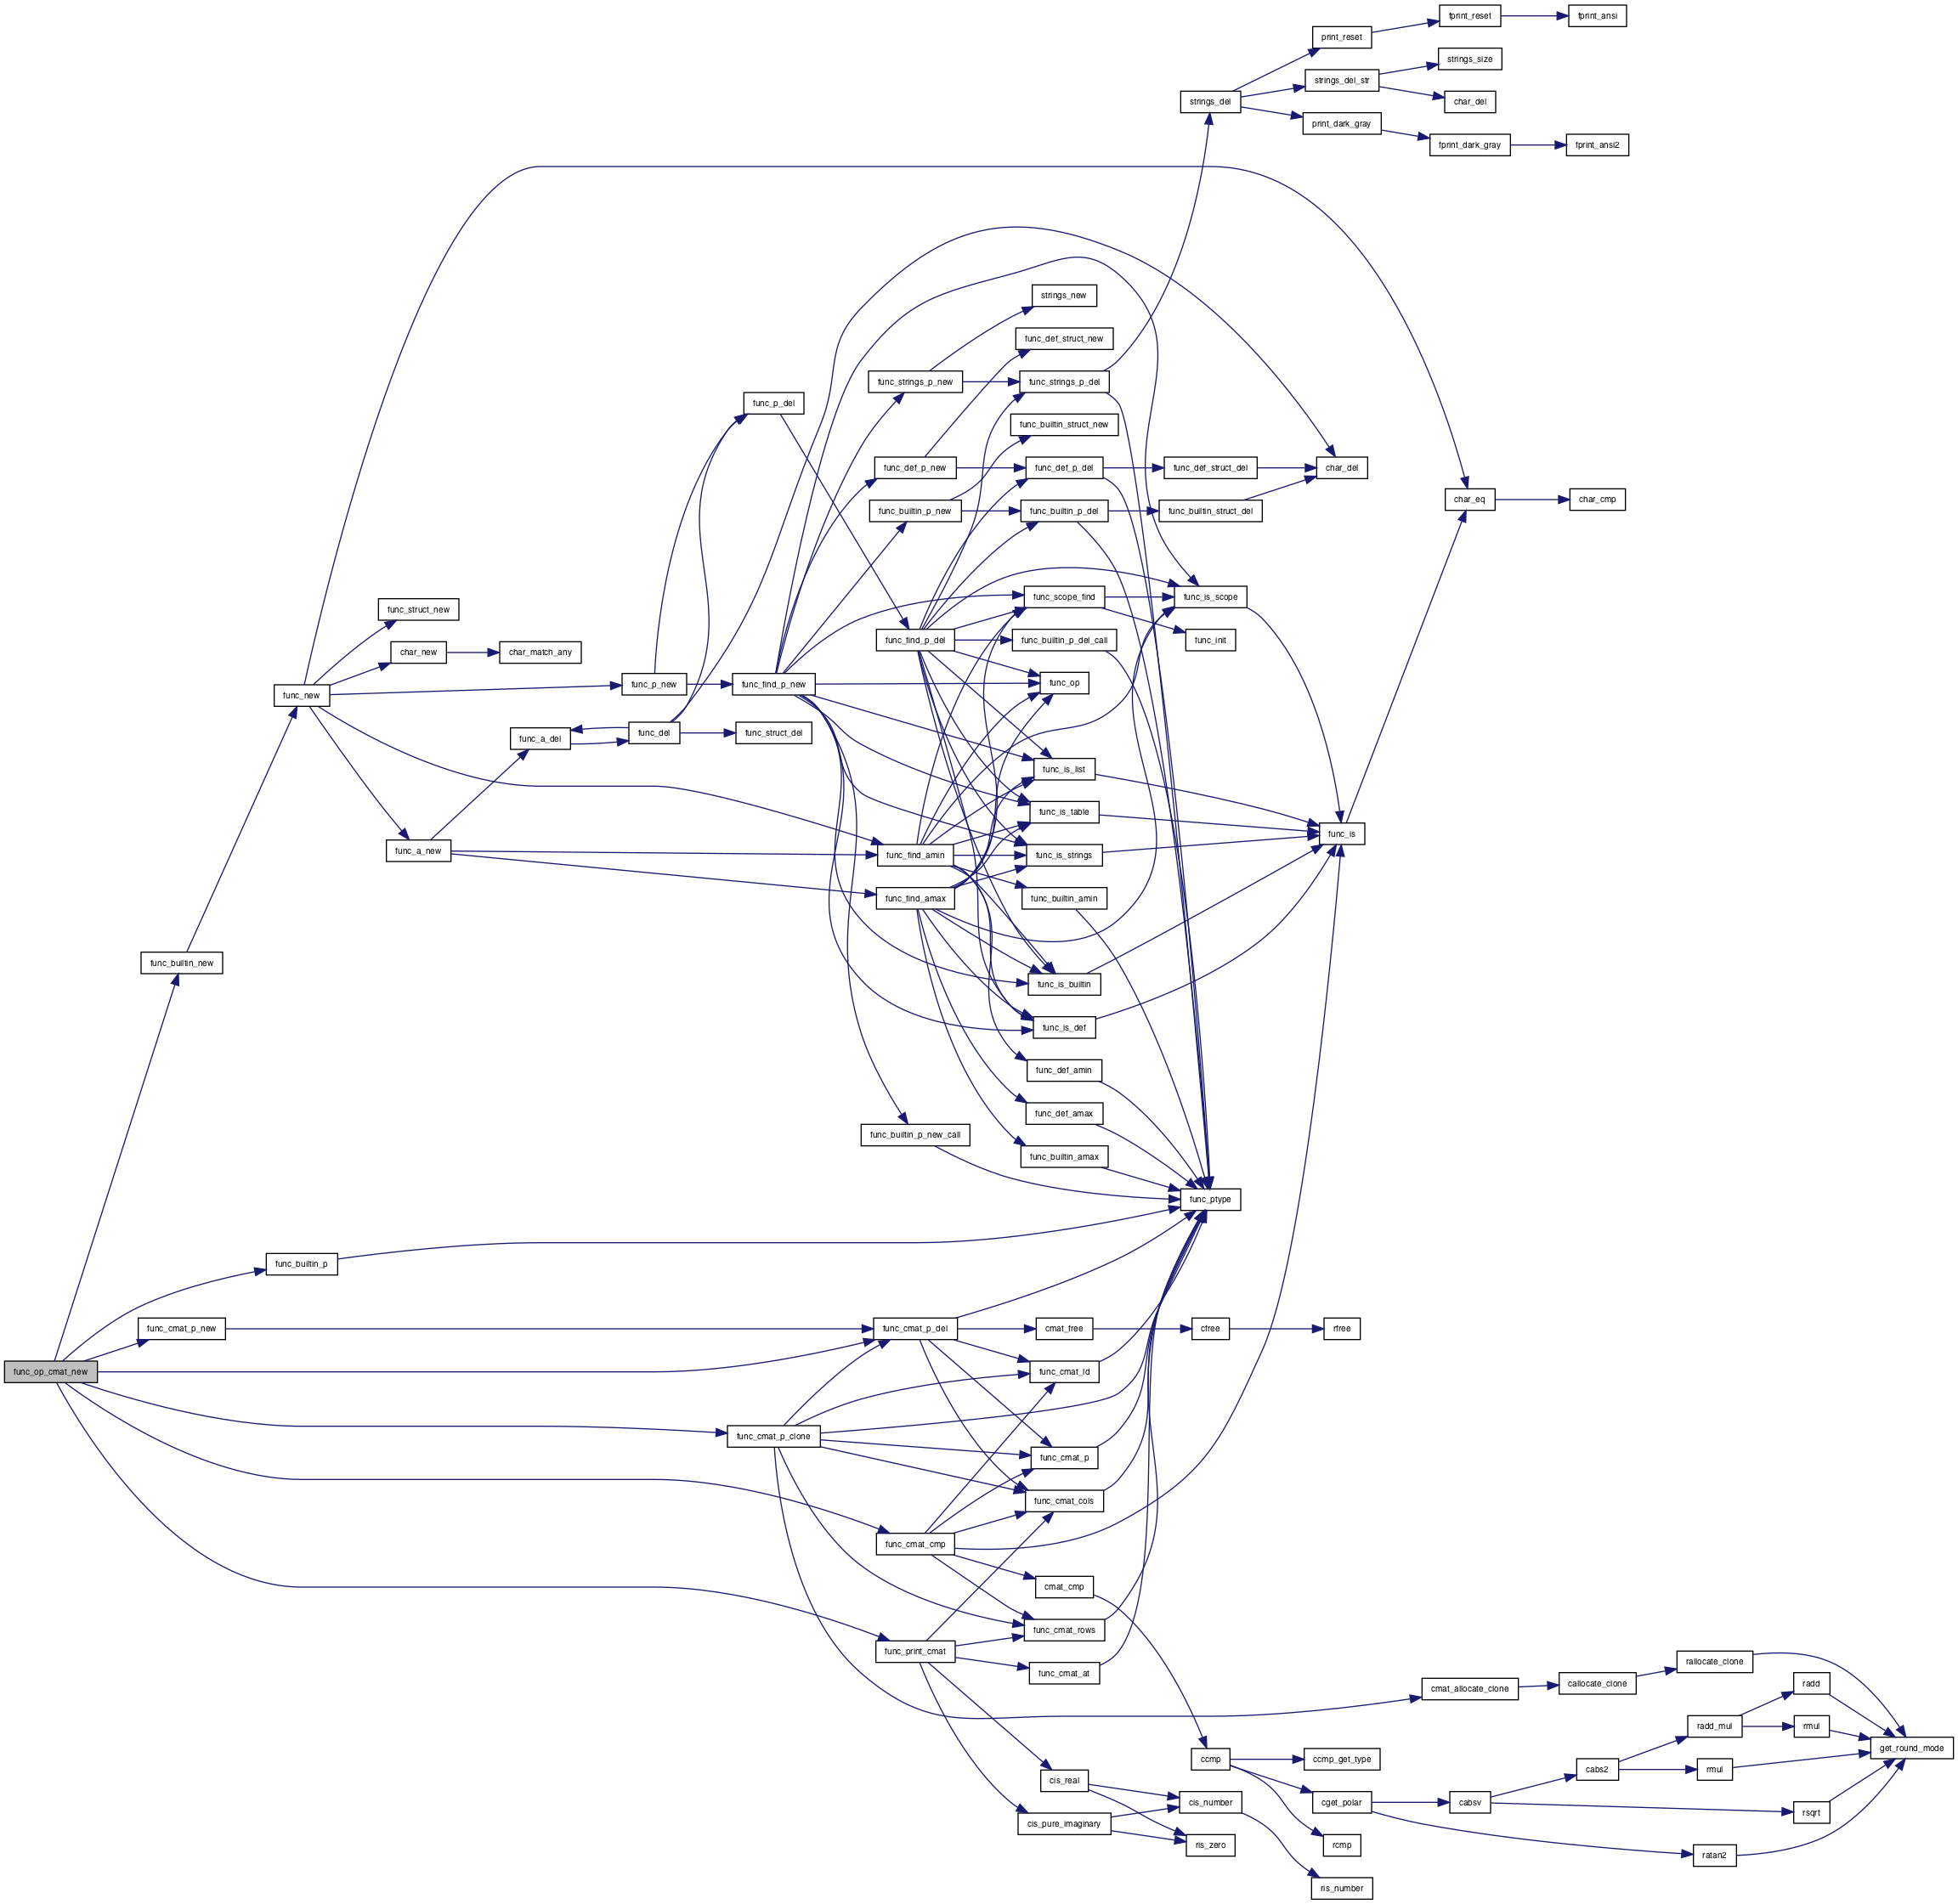 fprint_reset
fprint_ansi
print_reset
strings_size
strings_del_str
strings_del
char_del
print_dark_gray
fprint_dark_gray
fprint_ansi2
strings_new
func_def_struct_new
func_strings_p_new
func_strings_p_del
func_p_del
func_builtin_struct_new
func_def_p_new
func_def_p_del
func_def_struct_del
char_del
char_eq
char_cmp
func_builtin_p_new
func_builtin_p_del
func_builtin_struct_del
func_struct_new
func_scope_find
func_is_scope
char_new
char_match_any
func_find_p_del
func_builtin_p_del_call
func_init
func_new
func_p_new
func_find_p_new
func_op
func_a_del
func_del
func_struct_del
func_is_list
func_is_table
func_is
func_a_new
func_find_amin
func_is_strings
func_find_amax
func_builtin_amin
func_builtin_new
func_is_builtin
func_is_def
func_def_amin
func_def_amax
func_builtin_p_new_call
func_builtin_amax
func_ptype
func_builtin_p
func_cmat_p_new
func_cmat_p_del
cmat_free
cfree
rfree
func_op_cmat_new
func_cmat_ld
func_cmat_p_clone
func_cmat_p
func_cmat_cols
func_cmat_cmp
cmat_cmp
func_cmat_rows
func_print_cmat
func_cmat_at
rallocate_clone
cmat_allocate_clone
callocate_clone
radd
radd_mul
rmul
get_round_mode
ccmp
ccmp_get_type
cabs2
rmul
cis_real
cis_number
cget_polar
cabsv
rsqrt
cis_pure_imaginary
ris_zero
rcmp
ratan2
ris_number